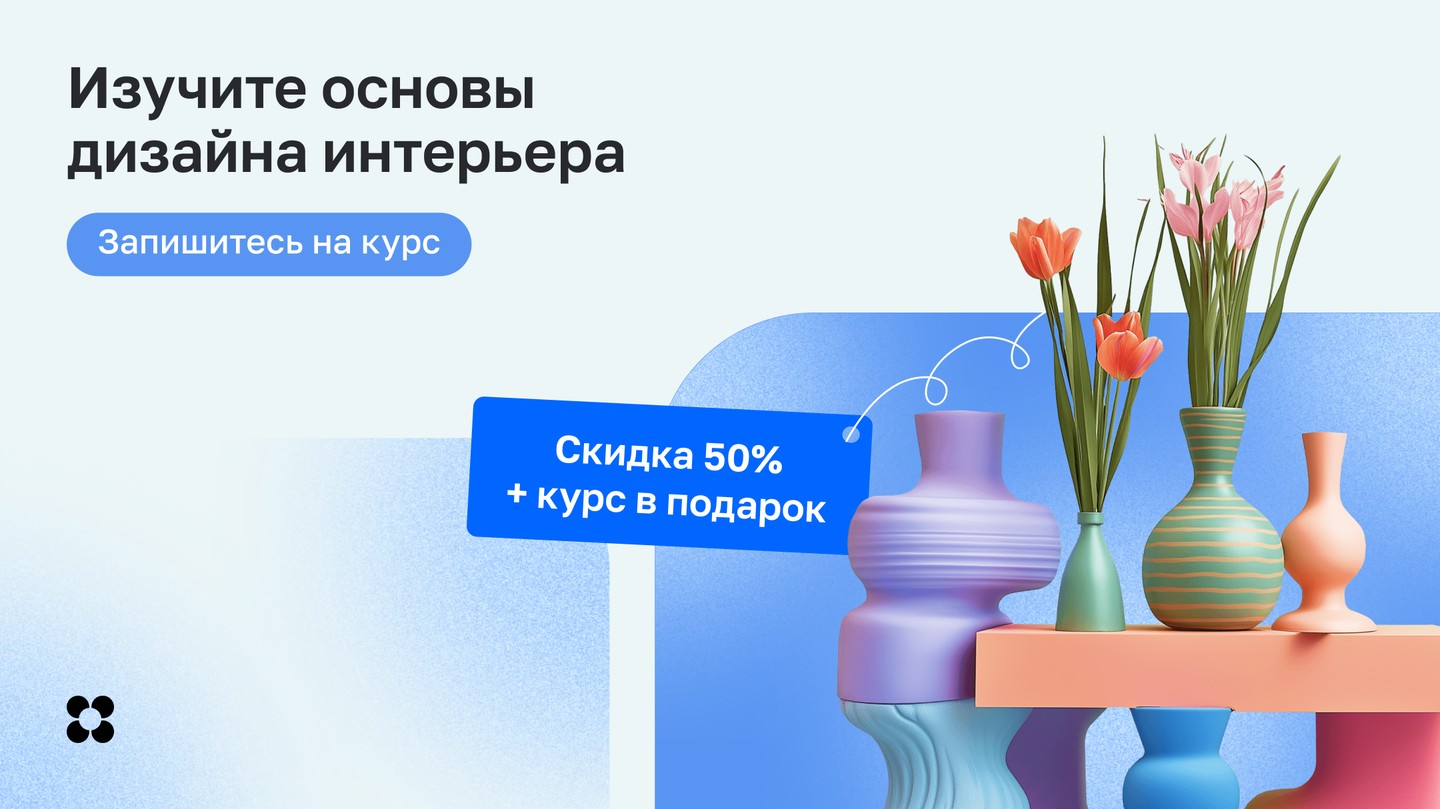 Изучите основы
дизайна интерьера
Запишитесь на курс
Скидка 50%
+ курс в подарок